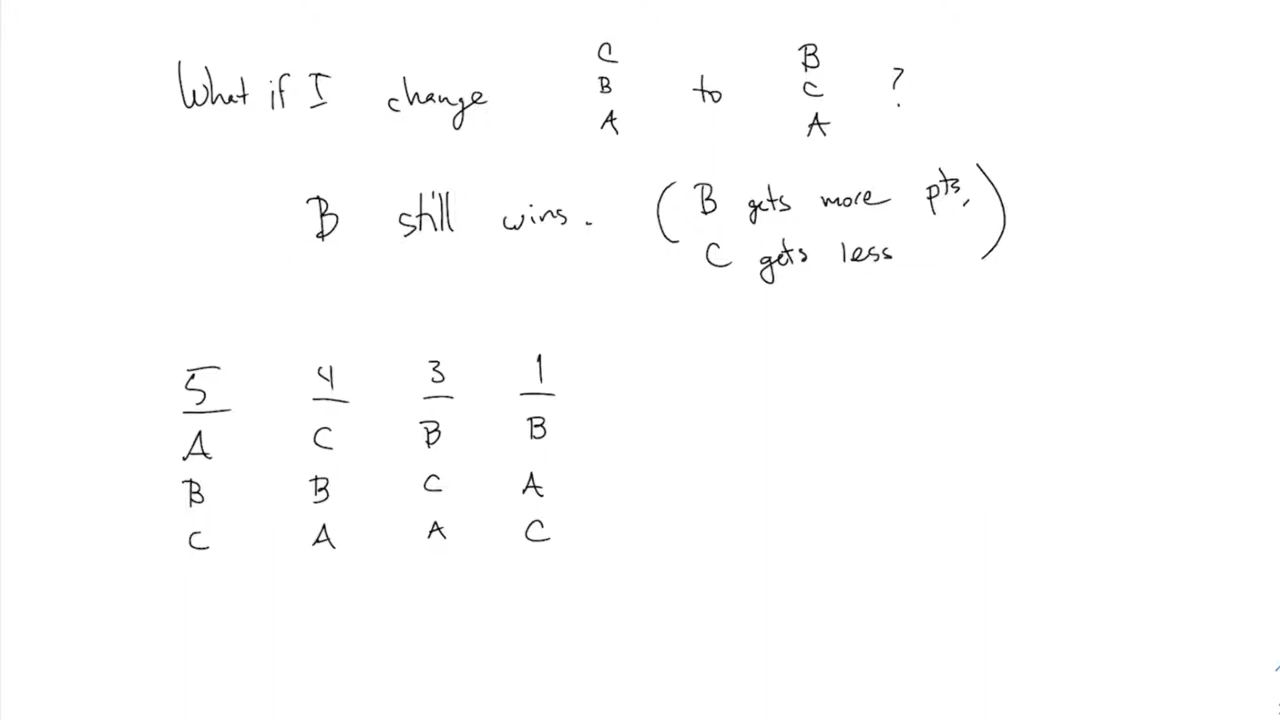 What if I change C B A to B C A ?
B still wins. ( B gets more pts, C gets less )
5 4 3 1
A C B B
B B C A
C A A C